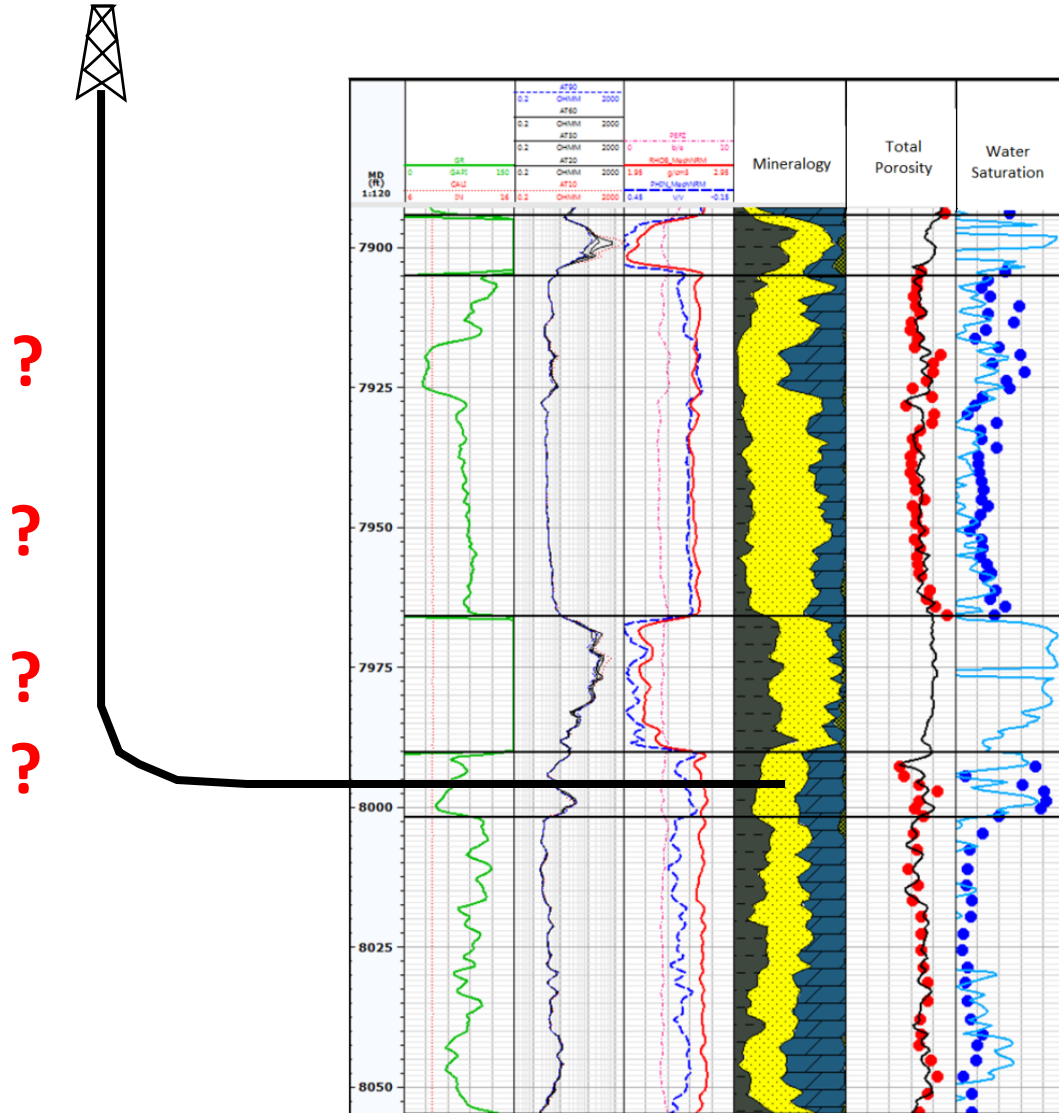 AT90
0.2 OHMM 2000
AT60
0.2 OHMM 2000
AT30
0.2 OHMM 2000
AT20
0.2 OHMM 2000
AT10
0.2 OHMM 2000
MD
(ft)
1:120
GR
0 GAPI 150
CALI
6 IN 16
PEFZ
0 b/e 10
RHOB_MechNRM
1.95 g/cm3 2.95
PHIN_MechNRM
0.45 V/V -0.15
Mineralogy
Total
Porosity
Water
Saturation
7900
?
7925
?
7950
?
7975
?
8000
8025
8050